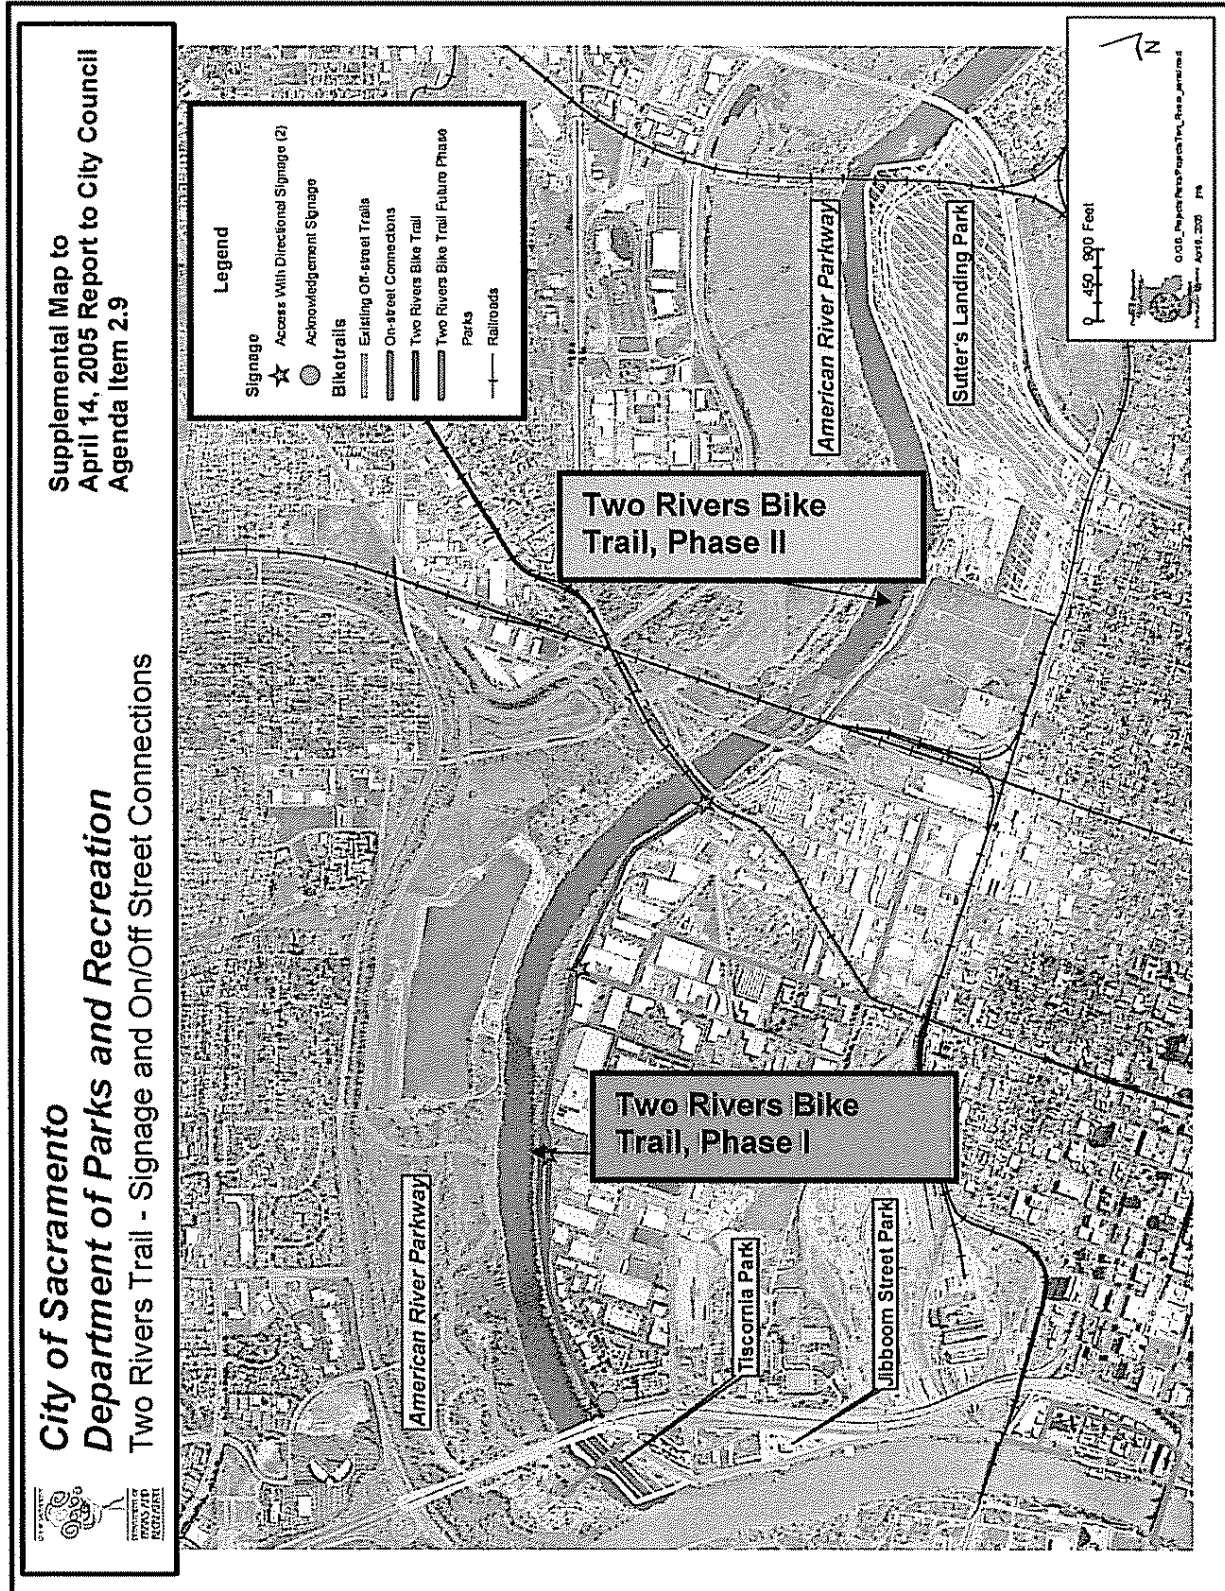 City of Sacramento
Department of Parks and Recreation
Two Rivers Trail - Signage and On/Off Street Connections
Supplemental Map to
April 14, 2005 Report to City Council
Agenda Item 2.9
Legend
Signage
Access With Directional Signage (2)
Acknowledgement Signage
Biketrails
Existing Off-street Trails
On-street Connections
Two Rivers Bike Trail
Two Rivers Bike Trail Future Phase
Parks
Railroads
American River Parkway
American River Parkway
Two Rivers Bike
Trail, Phase II
Sutter's Landing Park
Two Rivers Bike
Trail, Phase I
Tiscornia Park
Jibboom Street Park
N
0 450 900 Feet